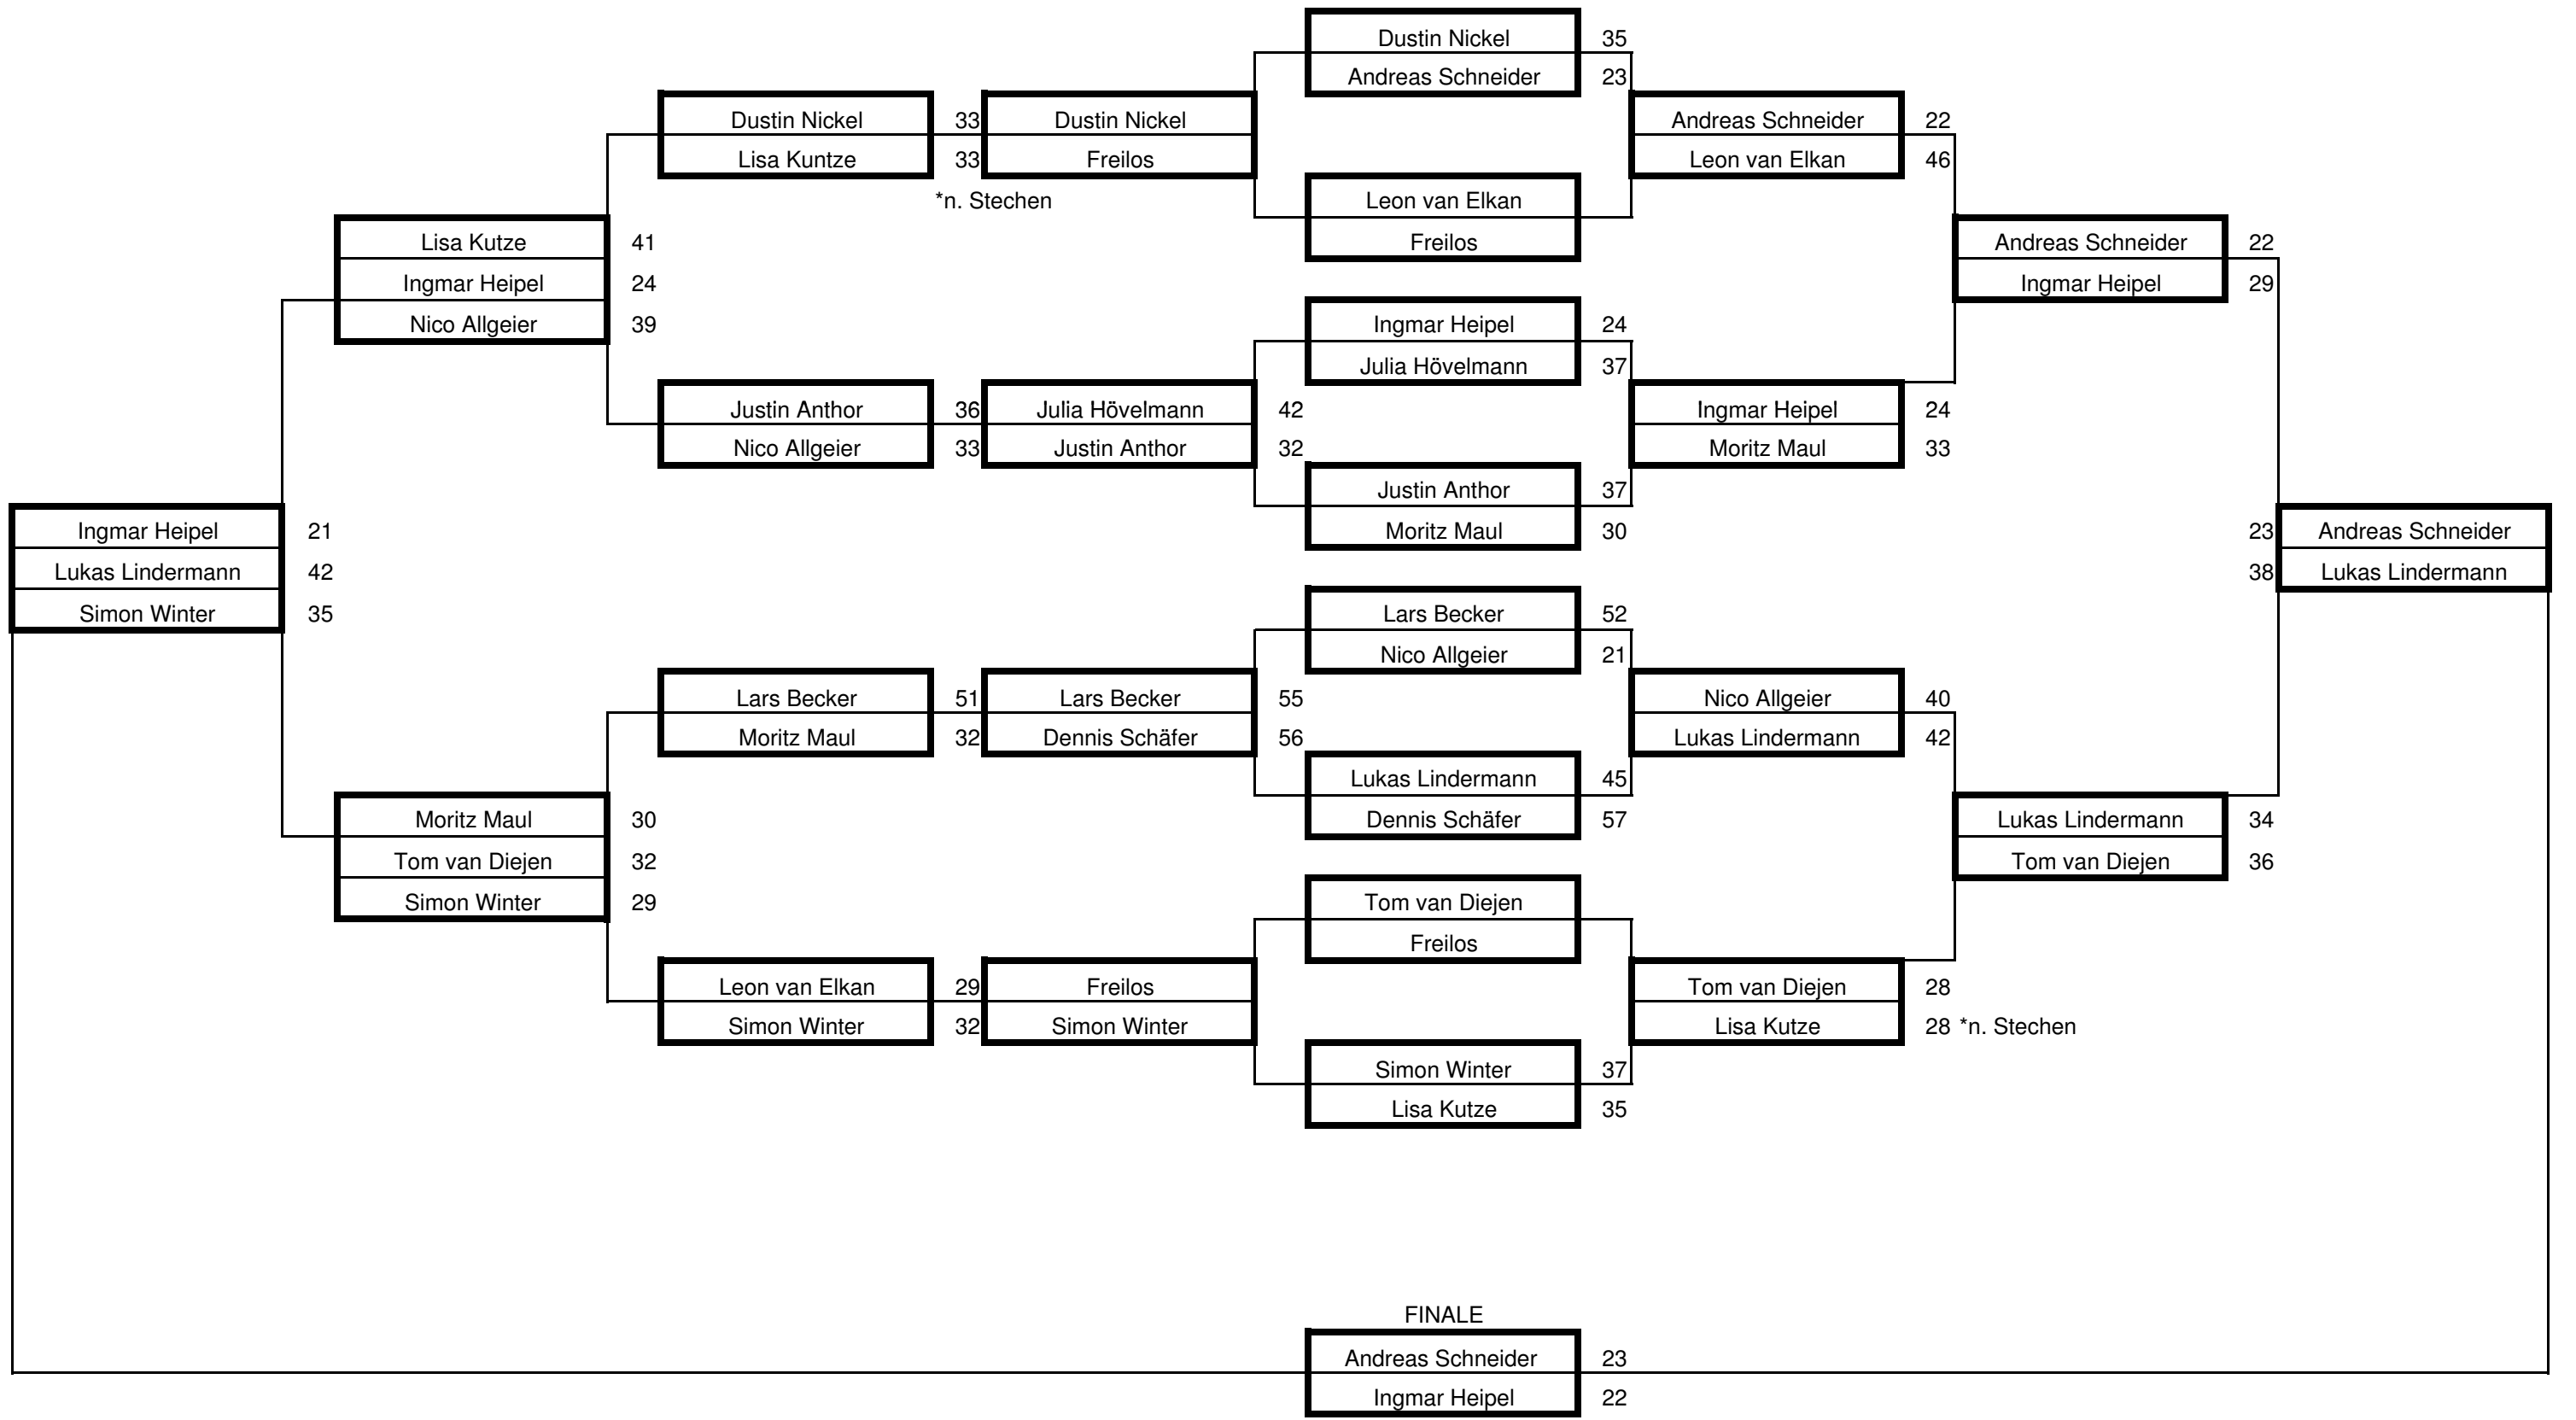 Dustin Nickel 35
Andreas Schneider 23
Dustin Nickel 33 Dustin Nickel Andreas Schneider 22
Lisa Kuntze 33 Freilos Leon van Elkan 46
*n. Stechen Leon van Elkan
Lisa Kutze 41 Freilos Andreas Schneider 22
Ingmar Heipel 24 Ingmar Heipel 29
Nico Allgeier 39 Ingmar Heipel 24
Julia Hövelmann 37
Justin Anthor 36 Julia Hövelmann 42 Ingmar Heipel 24
Nico Allgeier 33 Justin Anthor 32 Moritz Maul 33
Justin Anthor 37
Ingmar Heipel 21 Moritz Maul 30 23 Andreas Schneider
Lukas Lindermann 42 38 Lukas Lindermann
Simon Winter 35 Lars Becker 52
Nico Allgeier 21
Lars Becker 51 Lars Becker 55 Nico Allgeier 40
Moritz Maul 32 Dennis Schäfer 56 Lukas Lindermann 42
Lukas Lindermann 45
Moritz Maul 30 Dennis Schäfer 57 Lukas Lindermann 34
Tom van Diejen 32 Tom van Diejen 36
Simon Winter 29 Tom van Diejen
Freilos
Leon van Elkan 29 Freilos Tom van Diejen 28
Simon Winter 32 Simon Winter Lisa Kutze 28 *n. Stechen
Simon Winter 37
Lisa Kutze 35
FINALE
Andreas Schneider 23
Ingmar Heipel 22